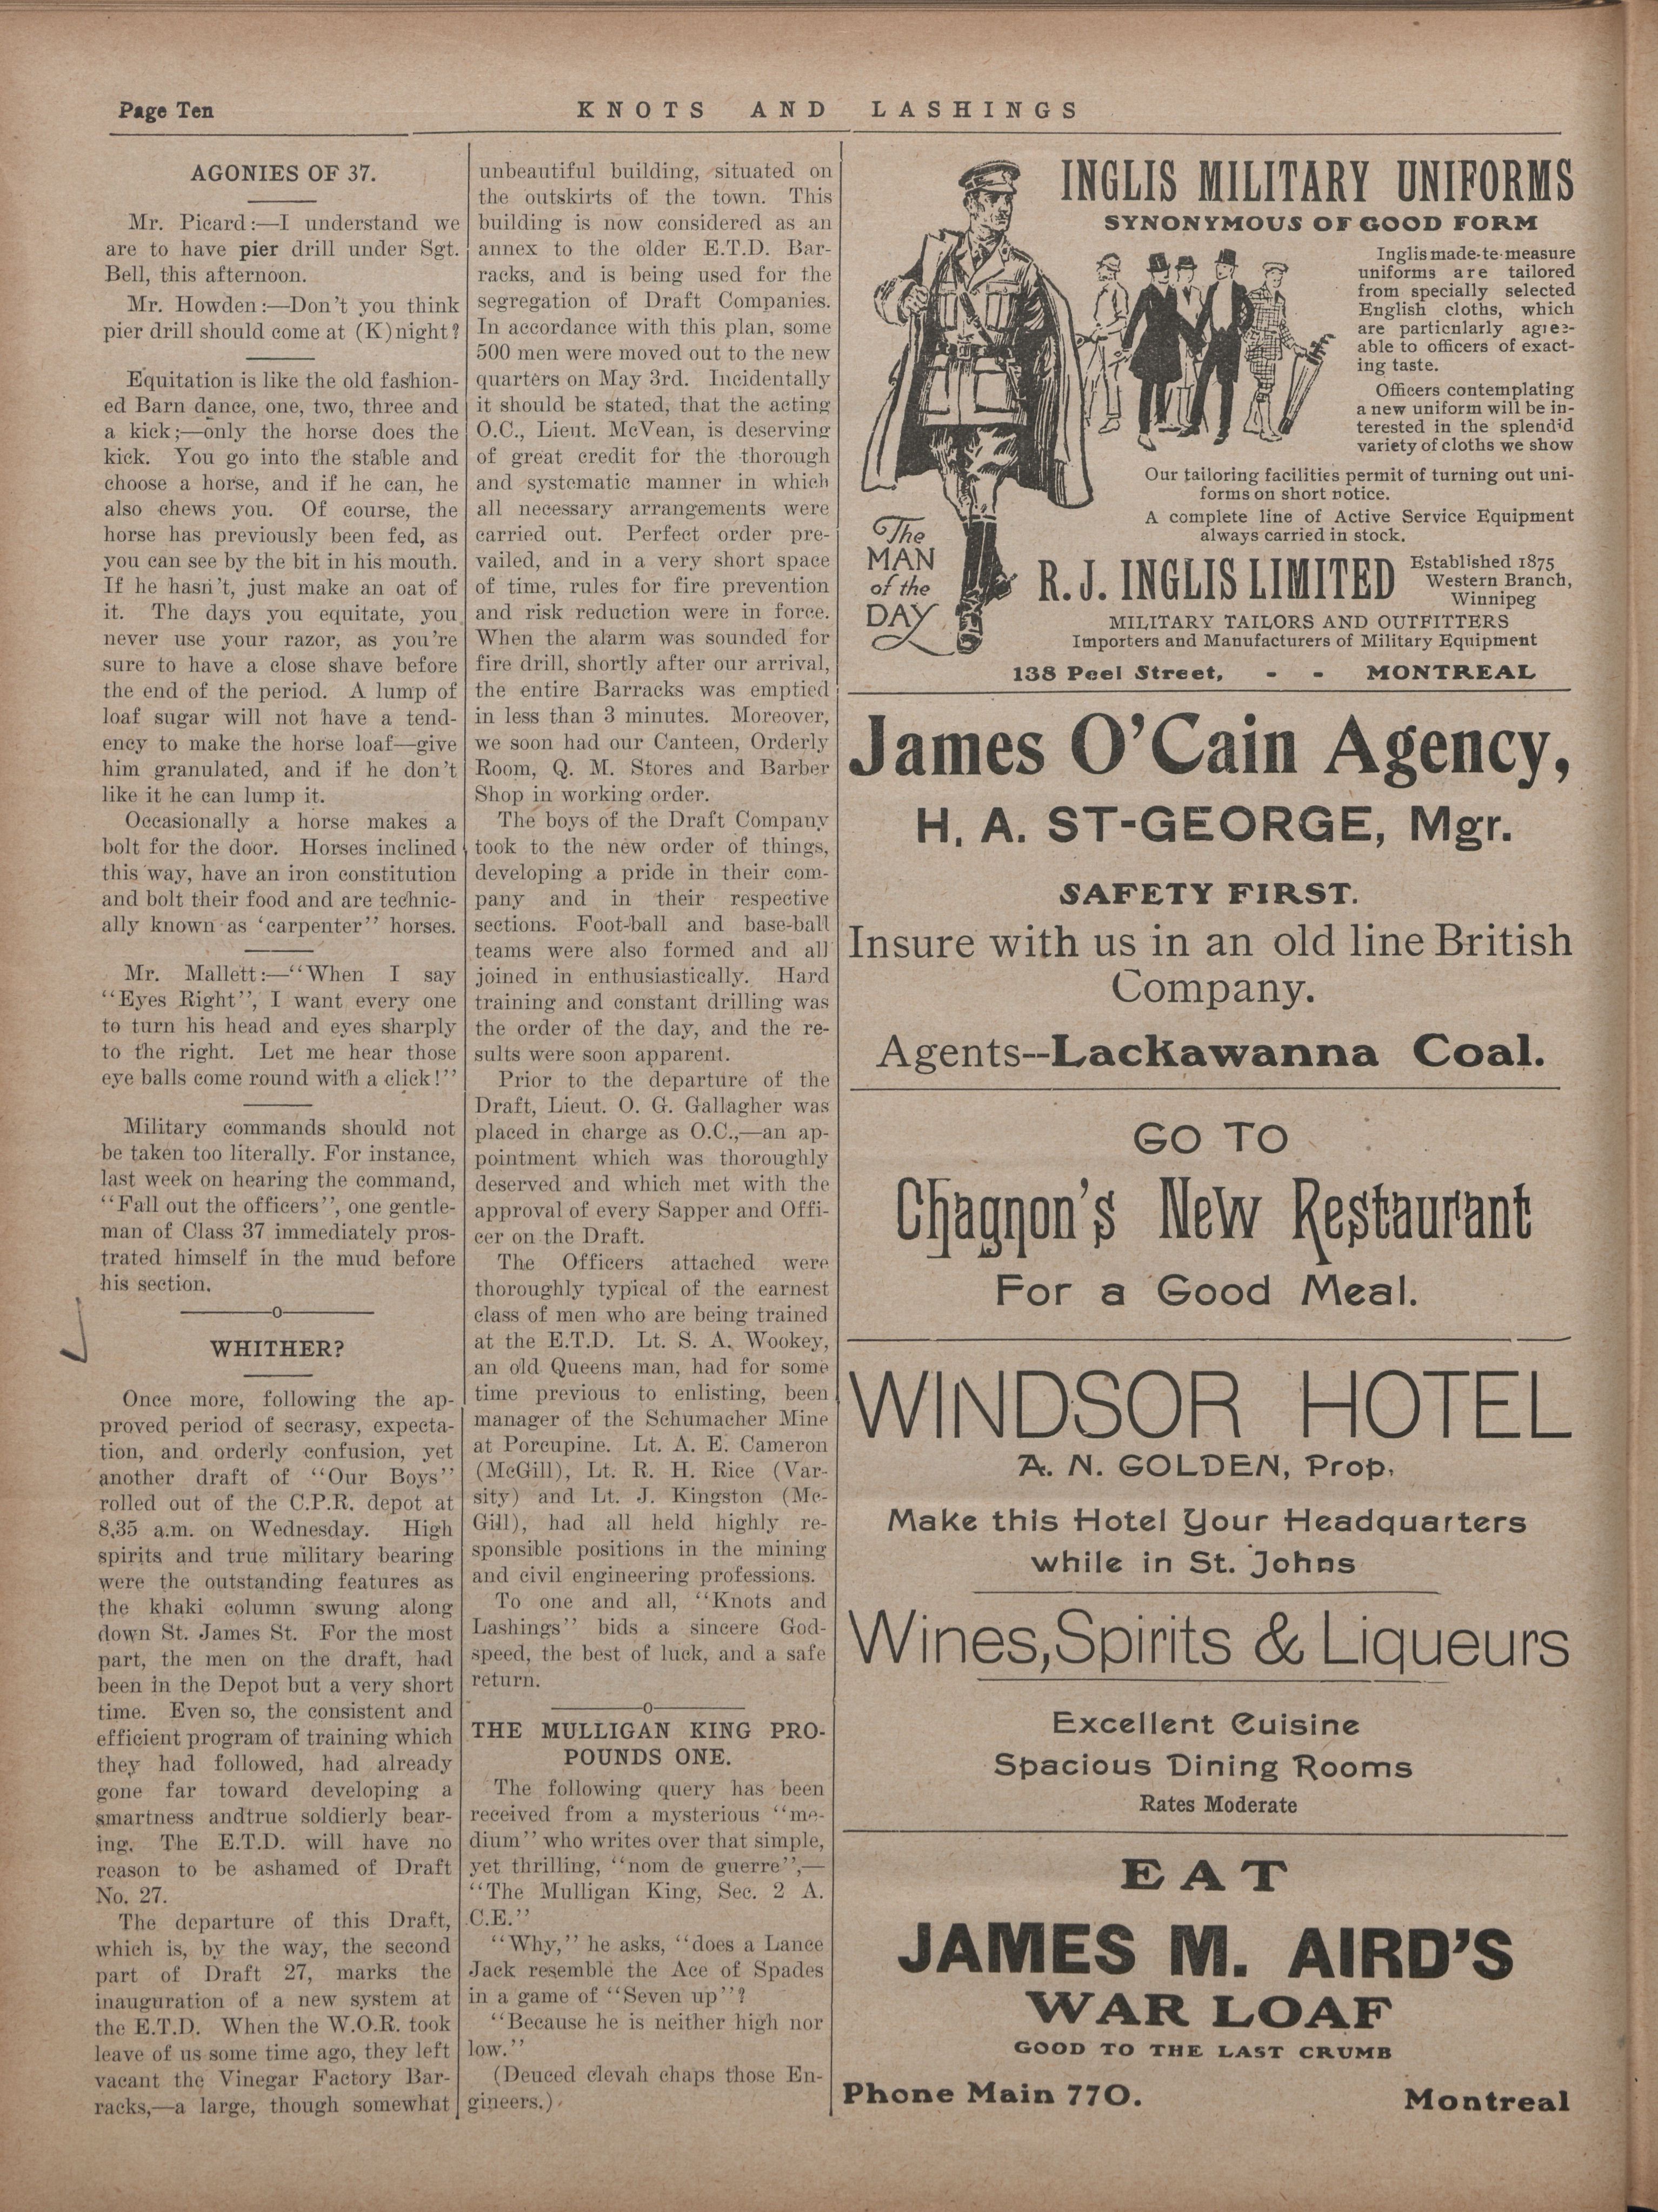 Page Ten
KNOTS AND LASHINGS
AGONIES OF 37.
Mr. Picard:—I understand we
are to have pier drill under Sgt.
Bell, this afternoon.
Mr. Howden:—Don't you think
pier drill should come at (K)night?
Equitation is like the old fashion-
ed Barn dance, one, two, three and
a kick;—only the horse does the
kick. You go into the stable and
choose a horse, and if he can, he
also chews you. Of course, the
horse has previously been fed, as
you can see by the bit in his mouth.
If he hasn't, just make an oat of
it. The days you equitate, you
never use your razor, as you're
sure to have a close shave before
the end of the period. A lump of
loaf sugar will not have a tend-
ency to make the horse loaf—give
him granulated, and if he don't
like it he can lump it.
Occasionally a horse makes a
bolt for the door. Horses inclined
this way, have an iron constitution
and bolt their food and are technic-
ally known as 'carpenter'' horses.
Mr. Mallett:—''When I say
''Eyes Right'', I want every one
to turn his head and eyes sharply
to the right. Let me hear those
eye balls come round with a click!''
Military commands should not
be taken too literally. For instance,
last week on hearing the command,
''Fall out the officers'', one gentle-
man of Class 37 immediately pros-
trated himself in the mud before
his section.
o
WHITHER?
Once more, following the ap-
proved period of secrasy, expecta-
tion, and orderly confusion, yet
another draft of ''Our Boys''
rolled out of the C.P.R. depot at
8,35 a.m. on Wednesday. High
spirits and true military bearing
were the outstanding features as
the khaki column swung along
down St. James St. For the most
part, the men on the draft, had
been in the Depot but a very short
time. Even so, the consistent and
efficient program of training which
they had followed, had already
gone far toward developing a
smartness andtrue soldierly bear-
ing. The E.T.D. will have no
reason to be ashamed of Draft
No. 27.
The departure of this Draft,
which is, by the way, the second
part of Draft 27, marks the
inauguration of a new system at
the E.T.D. When the W.O.R. took
leave of us some time ago, they left
vacant the Vinegar Factory Bar-
racks,—a large, though somewhat
unbeautiful building, situated on
the outskirts of the town. This
building is now considered as an
annex to the older E.T.D. Bar-
racks, and is being used for the
segregation of Draft Companies.
In accordance with this plan, some
500 men were moved out to the new
quarters on May 3rd. Incidentally
it should be stated, that the acting
O.C., Lieut. McVean, is deserving
of great credit for the thorough
and systematic manner in which
all necessary arrangements were
carried out. Perfect order pre-
vailed, and in a very short space
of time, rules for fire prevention
and risk reduction were in force.
When the alarm was sounded for
fire drill, shortly after our arrival,
the entire Barracks was emptied
in less than 3 minutes. Moreover,
we soon had our Canteen, Orderly
Room, Q. M. Stores and Barber
Shop in working order.
The boys of the Draft Company
took to the new order of things,
developing a pride in their com-
pany and in their respective
sections. Foot-ball and base-ball
teams were also formed and all
joined in enthusiastically. Hard
training and constant drilling was
the order of the day, and the re-
sults were soon apparent.
Prior to the departure of the
Draft, Lieut. O. G. Gallagher was
placed in charge as O.C.,—an ap-
pointment which was thoroughly
deserved and which met with the
approval of every Sapper and Offi-
cer on the Draft.
The Officers attached were
thoroughly typical of the earnest
class of men who are being trained
at the E.T.D. Lt. S. A. Wookey,
an old Queens man, had for some
time previous to enlisting, been
manager of the Schumacher Mine
at Porcupine. Lt. A. E. Cameron
(McGill), Lt. R. H. Rice (Var-
sity) and Lt. J. Kingston (Mc-
Gill), had all held highly re-
sponsible positions in the mining
and civil engineering professions.
To one and all, ''Knots and
Lashings'' bids a sincere God-
speed, the best of luck, and a safe
return.
o
THE MULLIGAN KING PRO-
POUNDS ONE.
The following query has been
received from a mysterious ''me-
dium'' who writes over that simple,
yet thrilling, ''nom de guerre'',—
''The Mulligan King, Sec. 2 A.
C.E.''
''Why,'' he asks, ''does a Lance
Jack resemble the Ace of Spades
in a game of ''Seven up''?
''Because he is neither high nor
low.''
(Deuced clevah chaps those En-
gineers.)
INGLIS MILITARY UNIFORMS
SYNONYMOUS OF GOOD FORM
Inglis made-te-measure
uniforms are tailored
from specially selected
English cloths, which
are particnlarly agree-
able to officers of exact-
ing taste.
Officers contemplating
a new uniform will be in-
terested in the splendid
variety of cloths we show
Our tailoring facilities permit of turning out uni-
forms on short notice.
A complete line of Active Service Equipment
always carried in stock.
The
MAN
of the
DAY
R. J. INGLIS LIMITED
Established 1875
Western Branch,
Winnipeg
MILITARY TAILORS AND OUTFITTERS
Importers and Manufacturers of Military Equipment
138 Peel Street, - - MONTREAL
James O'Cain Agency,
H. A. ST-GEORGE, Mgr.
SAFETY FIRST.
Insure with us in an old line British
Company.
Agents--Lackawanna Coal.
GO TO
Chagnon's New Restaurant
For a Good Meal.
WINDSOR HOTEL
A. N. GOLDEN, Prop.
Make this Hotel Your Headquarters
while in St. Johns
Wines, Spirits & Liqueurs
Excellent Cuisine
Spacious Dining Rooms
Rates Moderate
EAT
JAMES M. AIRD'S
WAR LOAF
GOOD TO THE LAST CRUMB
Phone Main 770. Montreal